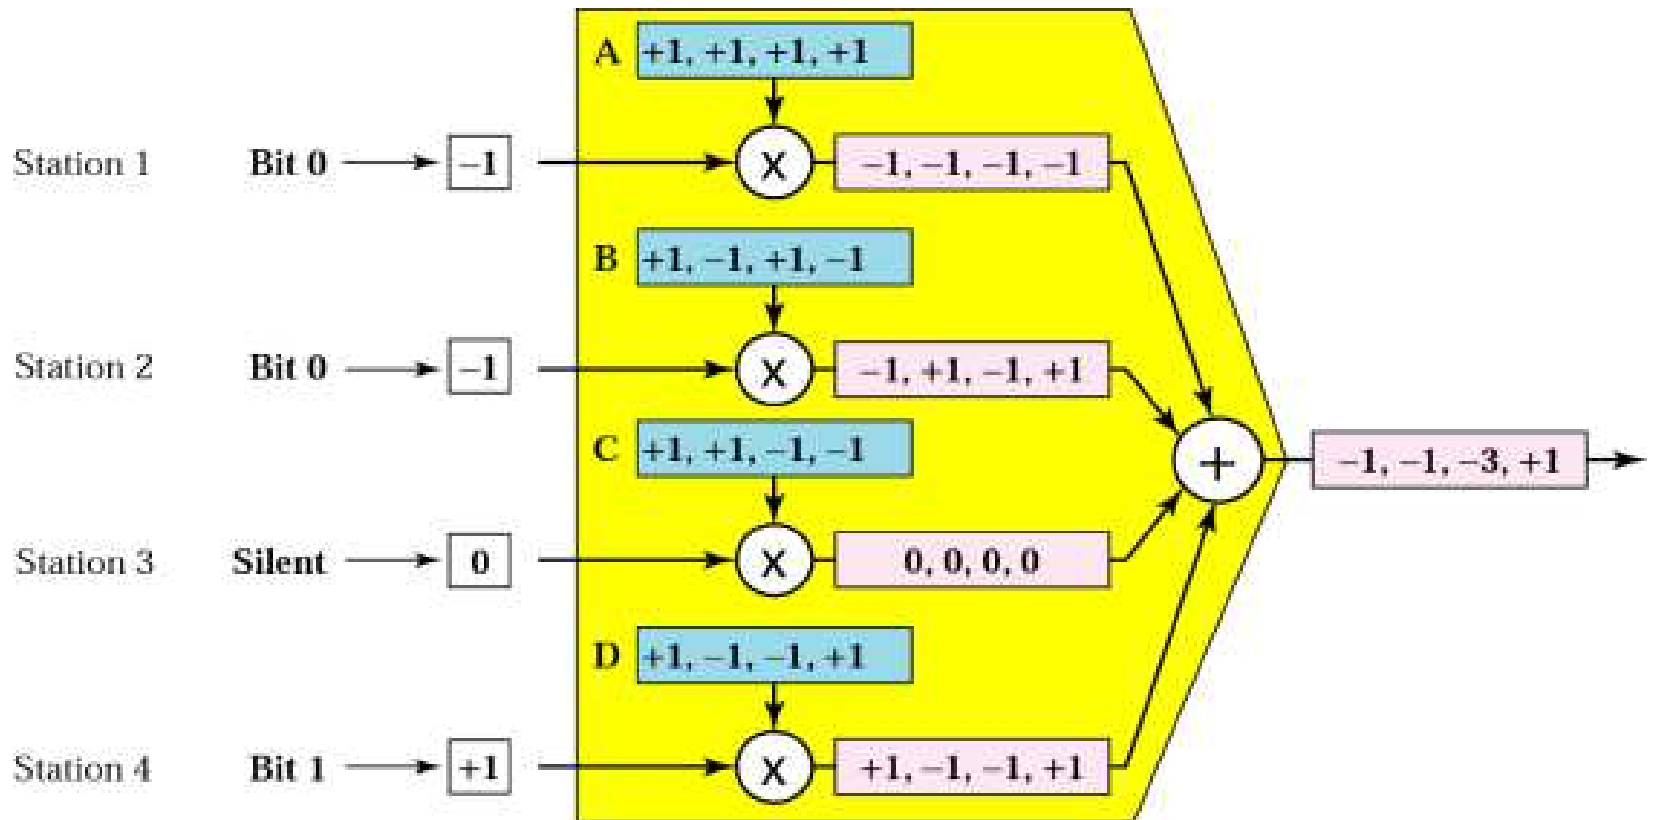 A +1, +1, +1, +1
Station 1 Bit 0 −1 X −1, −1, −1, −1
B +1, −1, +1, −1
Station 2 Bit 0 −1 X −1, +1, −1, +1
C +1, +1, −1, −1
+ −1, −1, −3, +1
Station 3 Silent 0 X 0, 0, 0, 0
D +1, −1, −1, +1
Station 4 Bit 1 +1 X +1, −1, −1, +1